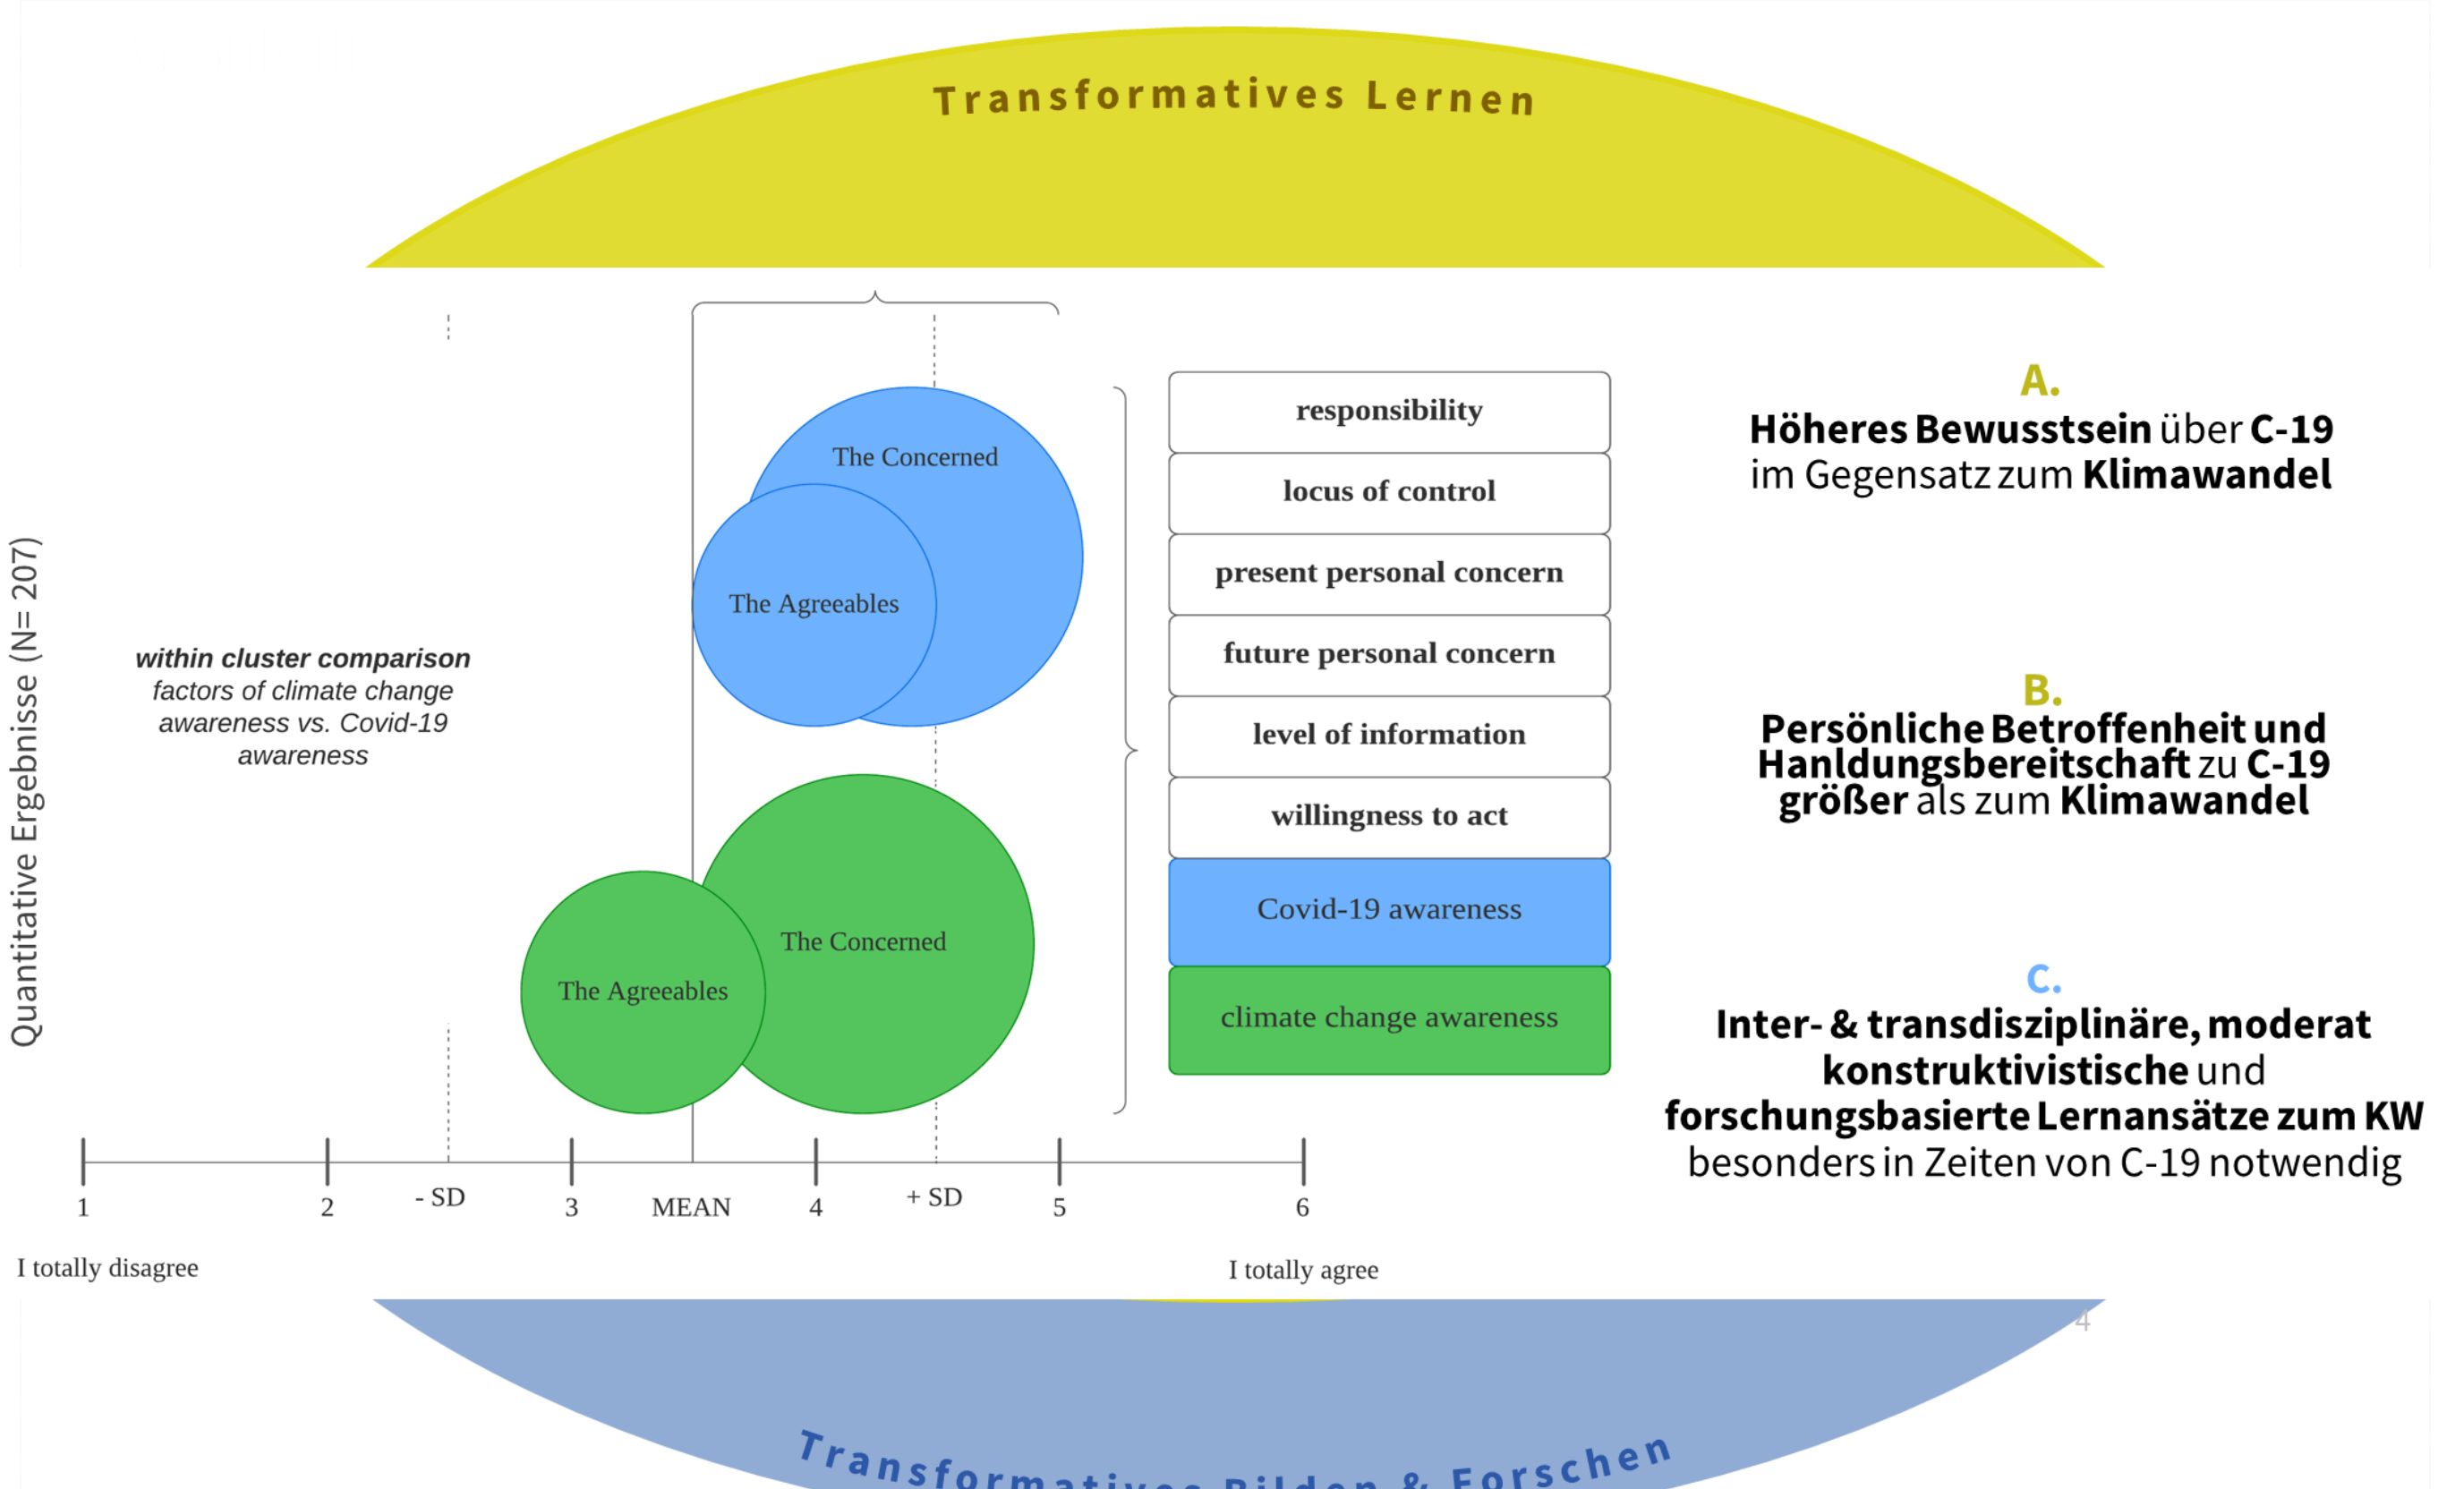 Transformatives Lernen
Quantitative Ergebnisse (N= 207)
within cluster comparison
factors of climate change
awareness vs. Covid-19
awareness
The Concerned
The Agreeables
The Concerned
The Agreeables
responsibility
locus of control
present personal concern
future personal concern
level of information
willingness to act
Covid-19 awareness
climate change awareness
1
2
- SD
3
MEAN
4
+ SD
5
6
I totally disagree
I totally agree
A.
Höheres Bewusstsein über C-19
im Gegensatz zum Klimawandel
B.
Persönliche Betroffenheit und
Hanldungsbereitschaft zu C-19
größer als zum Klimawandel
C.
Inter- & transdisziplinäre, moderat
konstruktivistische und
forschungsbasierte Lernansätze zum KW
besonders in Zeiten von C-19 notwendig
4
Transformatives Bilden & Forschen